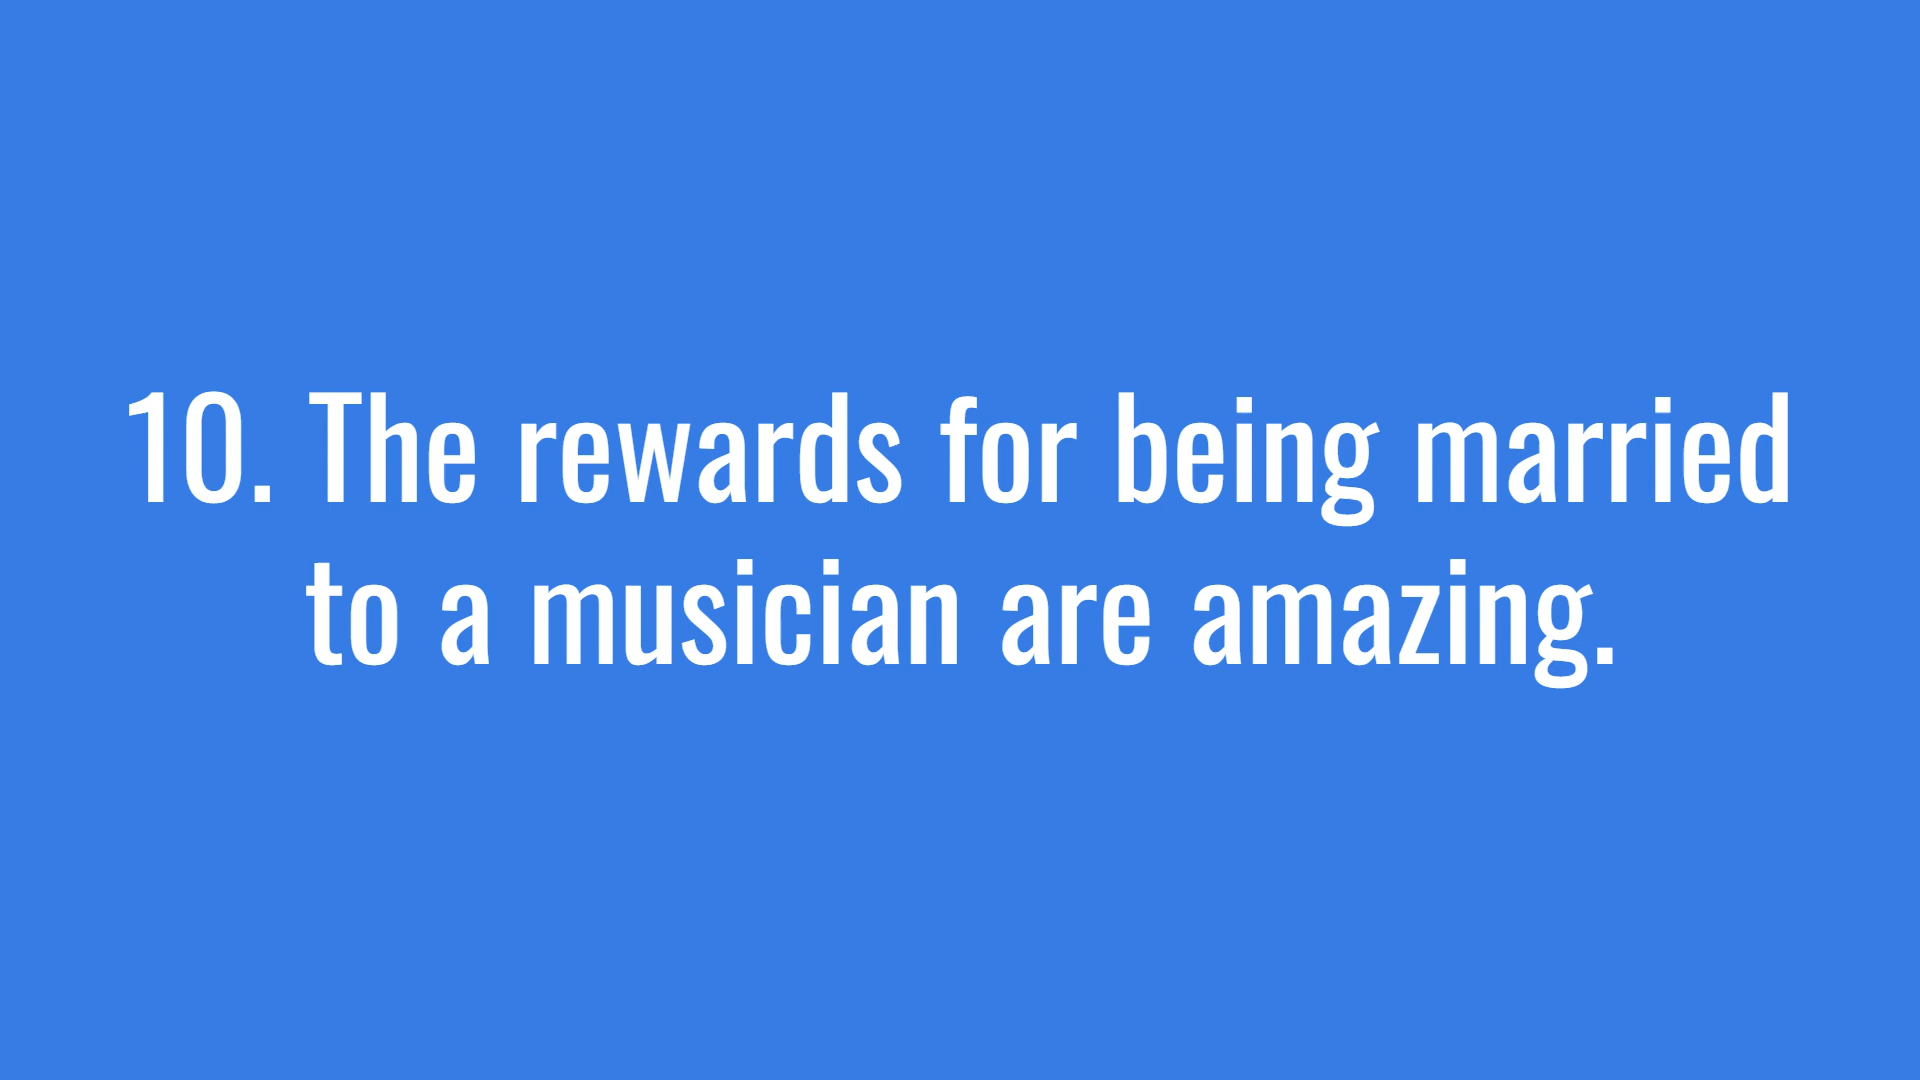 10. The rewards for being married
to a musician are amazing.